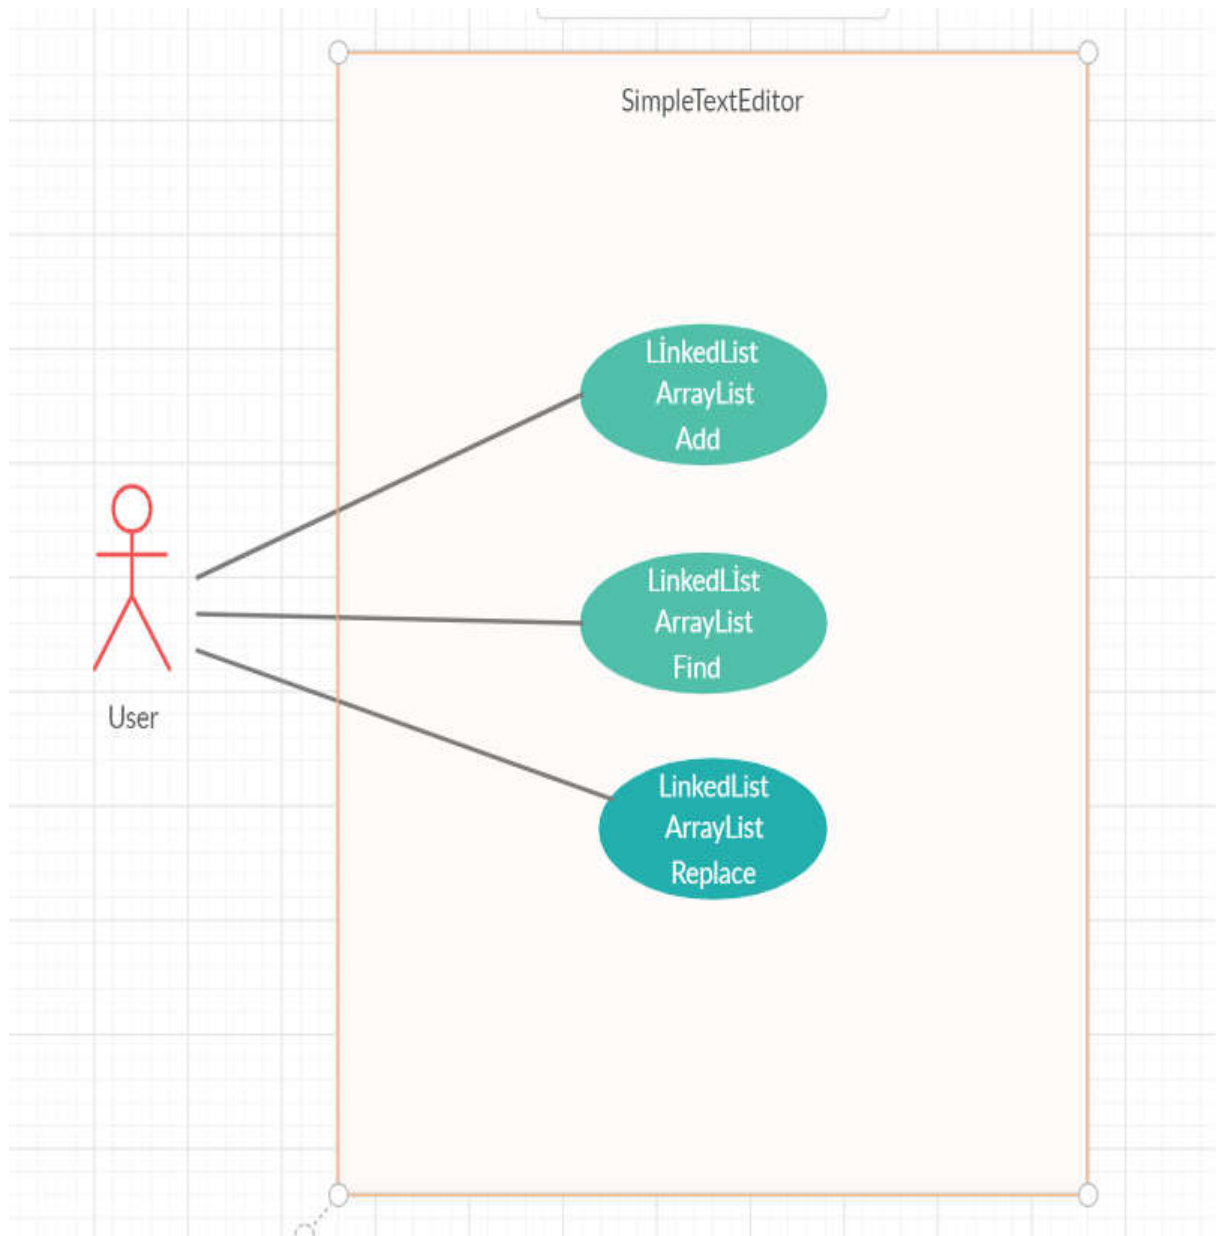 SimpleTextEditor
LİnkedList
ArrayList
Add
LinkedLİst
ArrayList
Find
LinkedList
ArrayList
Replace
User